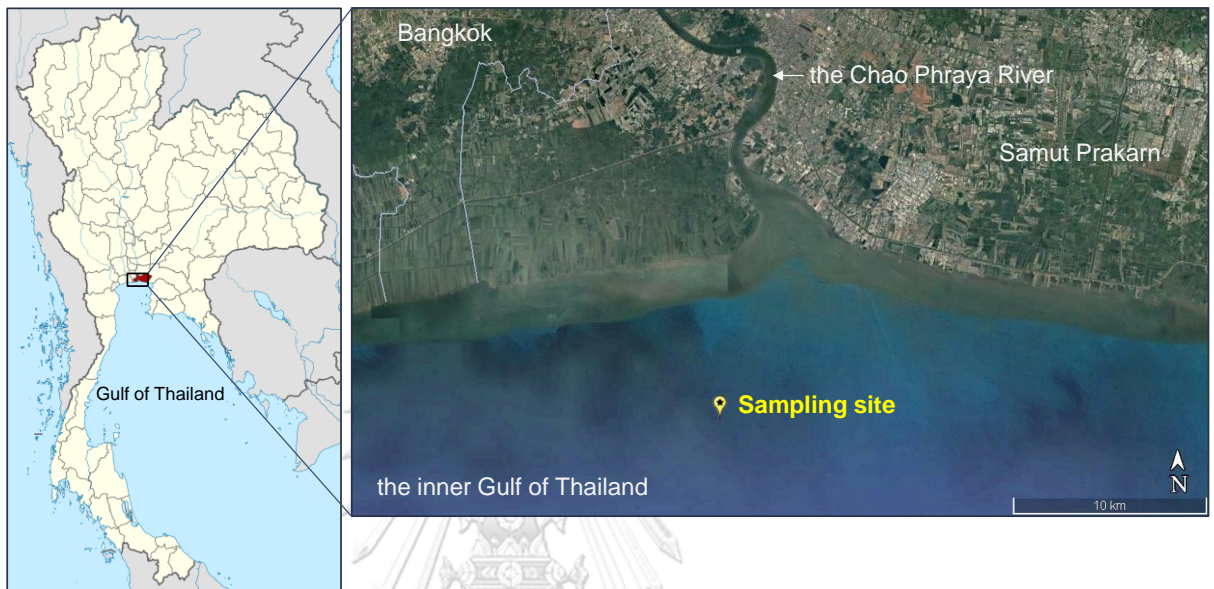 Gulf of Thailand
Bangkok
the Chao Phraya River
Samut Prakarn
Sampling site
the inner Gulf of Thailand
N
10 km